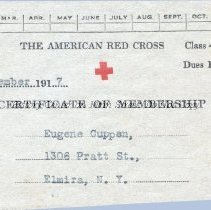 MAR. APR. MAY JUNE JULY AUG. SEPT. OCT.
THE AMERICAN RED CROSS Class
Dues
ember, 1917
CERTIFICATE OF MEMBERSHIP
Eugene Cuppen,
1306 Pratt St.,
Elmira, N. Y.